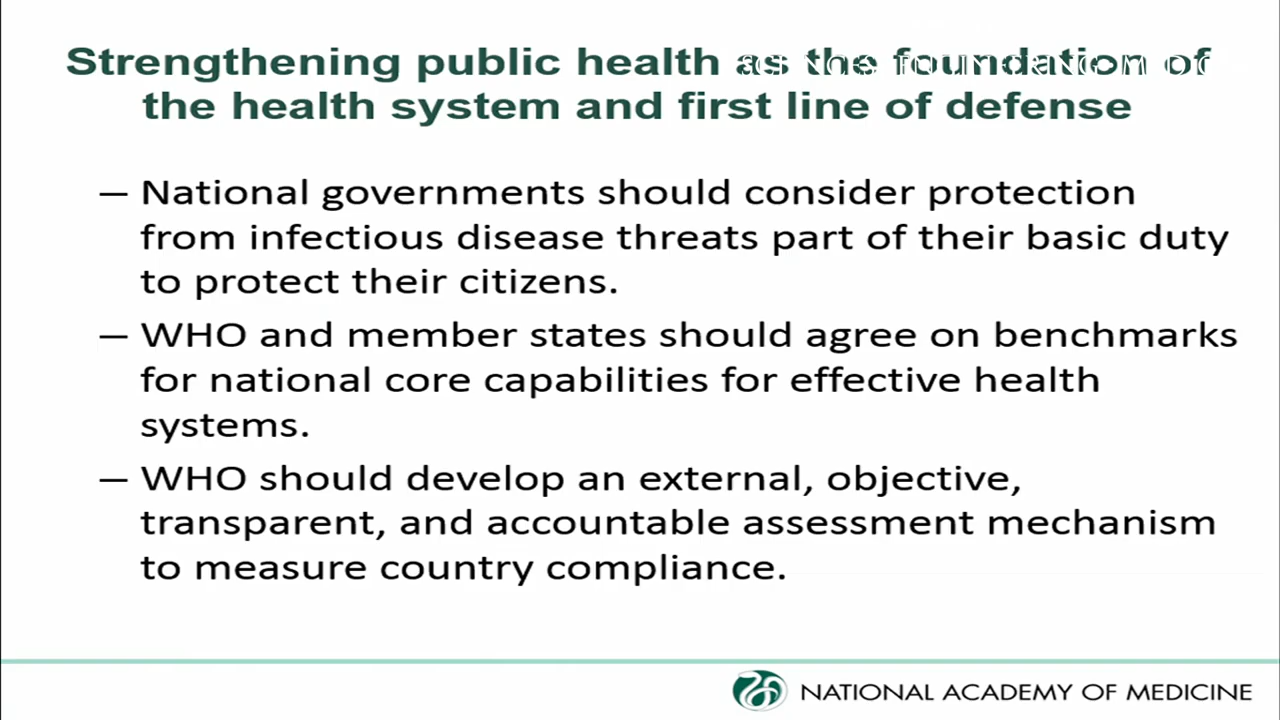 Strengthening public health as the foundation of
the health system and first line of defense
— National governments should consider protection
from infectious disease threats part of their basic duty
to protect their citizens.
— WHO and member states should agree on benchmarks
for national core capabilities for effective health
systems.
— WHO should develop an external, objective,
transparent, and accountable assessment mechanism
to measure country compliance.
NATIONAL ACADEMY OF MEDICINE